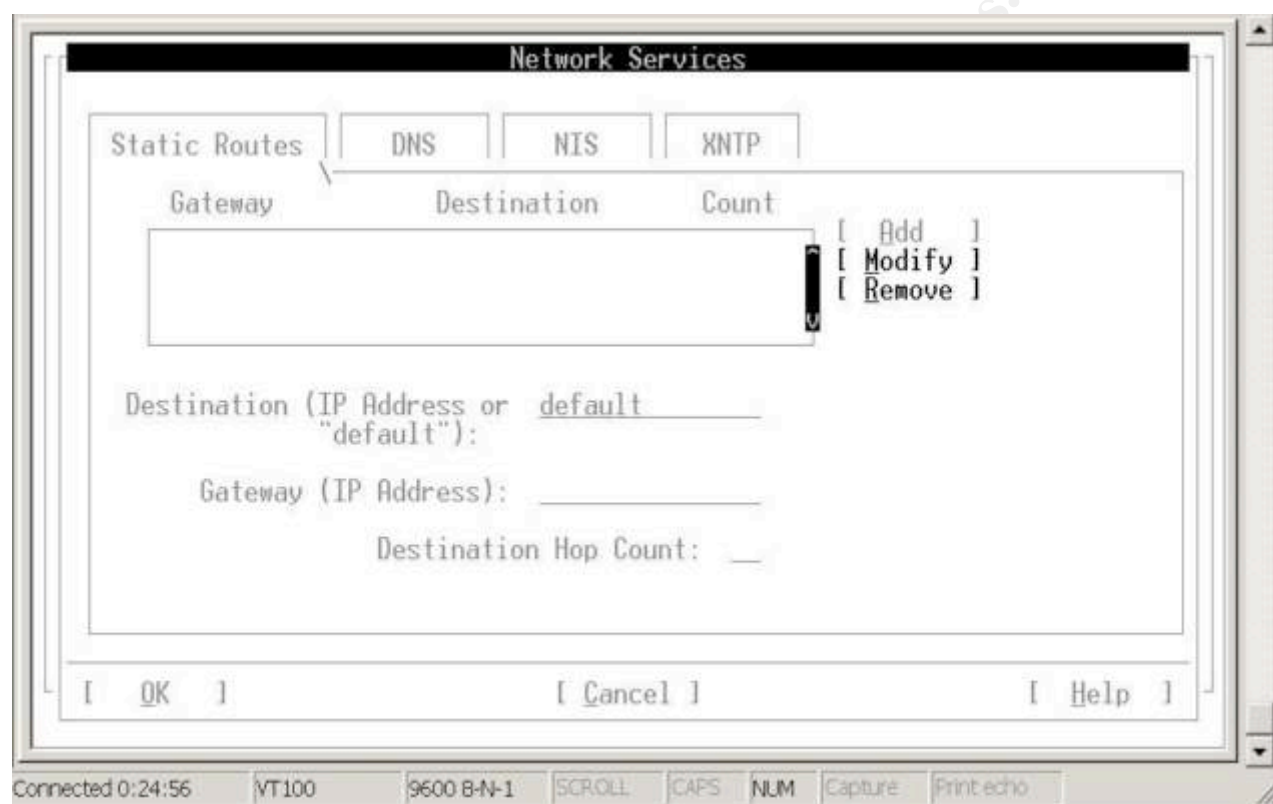 Network Services
Static Routes DNS NIS XNTP
Gateway Destination Count
[ Add ]
[ Modify ]
[ Remove ]
Destination (IP Address or default
"default"):
Gateway (IP Address):
Destination Hop Count:
[ OK ] [ Cancel ] [ Help ]
Connected 0:24:56 VT100 9600 8-N-1 SCROLL CAPS NUM Capture Print echo